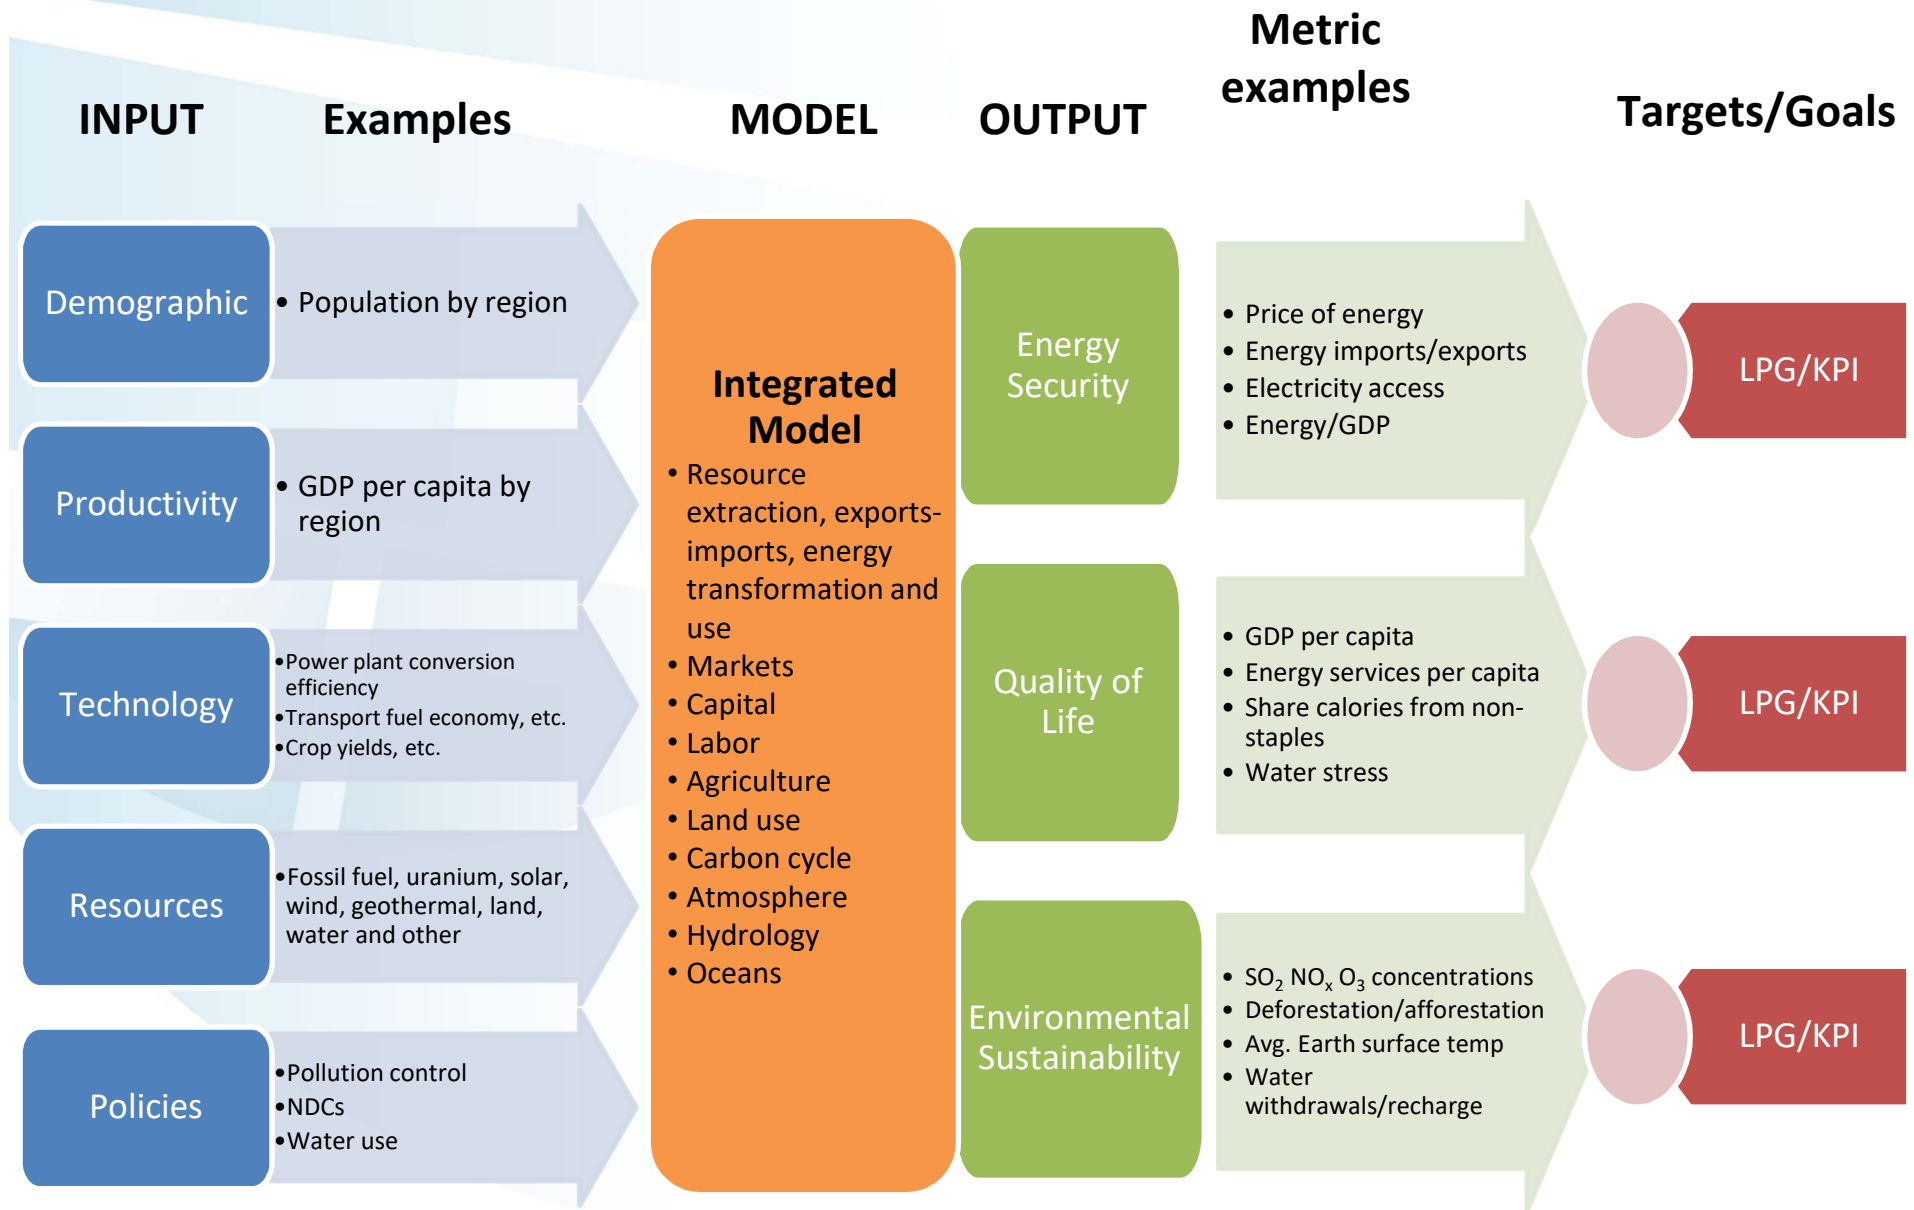 INPUT
Examples
MODEL
OUTPUT
Metric
examples
Targets/Goals
Demographic
• Population by region
Productivity
• GDP per capita by
region
Technology
•Power plant conversion
efficiency
•Transport fuel economy, etc.
•Crop yields, etc.
Resources
•Fossil fuel, uranium, solar,
wind, geothermal, land,
water and other
Policies
•Pollution control
•NDCs
•Water use
Integrated
Model
• Resource
extraction, exports-
imports, energy
transformation and
use
• Markets
• Capital
• Labor
• Agriculture
• Land use
• Carbon cycle
• Atmosphere
• Hydrology
• Oceans
Energy
Security
• Price of energy
• Energy imports/exports
• Electricity access
• Energy/GDP
LPG/KPI
Quality of
Life
• GDP per capita
• Energy services per capita
• Share calories from non-
staples
• Water stress
LPG/KPI
Environmental
Sustainability
• SO₂ NOₓ O₃ concentrations
• Deforestation/afforestation
• Avg. Earth surface temp
• Water
withdrawals/recharge
LPG/KPI